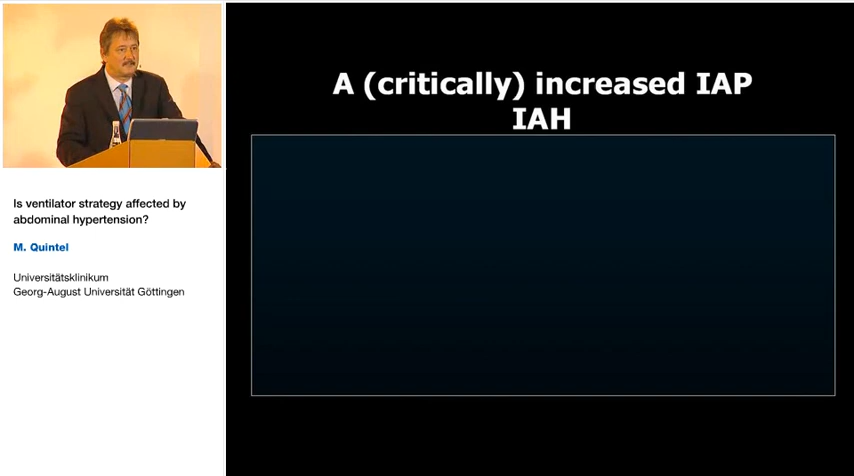 A (critically) increased IAP
IAH
Is ventilator strategy affected by
abdominal hypertension?
M. Quintel
Universitätsklinikum
Georg-August Universität Göttingen